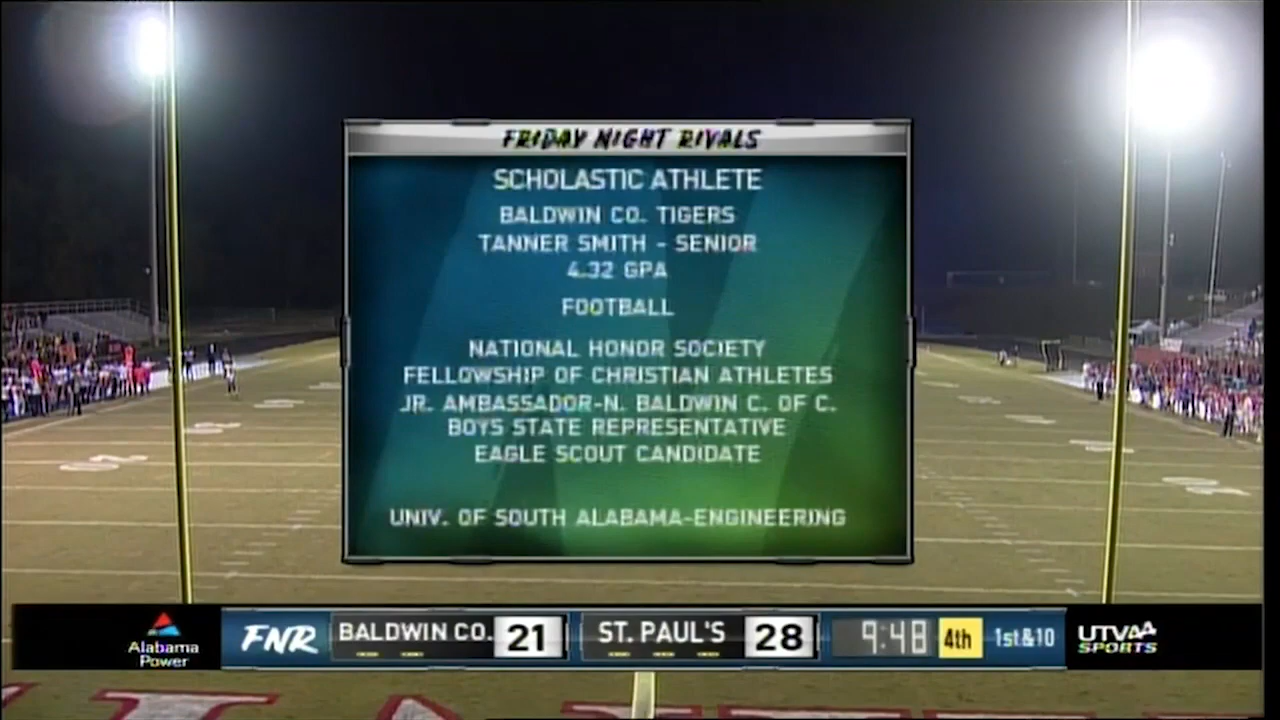 FRIDAY NIGHT RIVALS
SCHOLASTIC ATHLETE
BALDWIN CO. TIGERS
TANNER SMITH - SENIOR
4.32 GPA
FOOTBALL
NATIONAL HONOR SOCIETY
FELLOWSHIP OF CHRISTIAN ATHLETES
JR. AMBASSADOR-N. BALDWIN C. OF C.
BOYS STATE REPRESENTATIVE
EAGLE SCOUT CANDIDATE
UNIV. OF SOUTH ALABAMA-ENGINEERING
Alabama Power
FNR BALDWIN CO. 21 ST. PAUL'S 28 9:48 4th 1st&10
UTV44 SPORTS